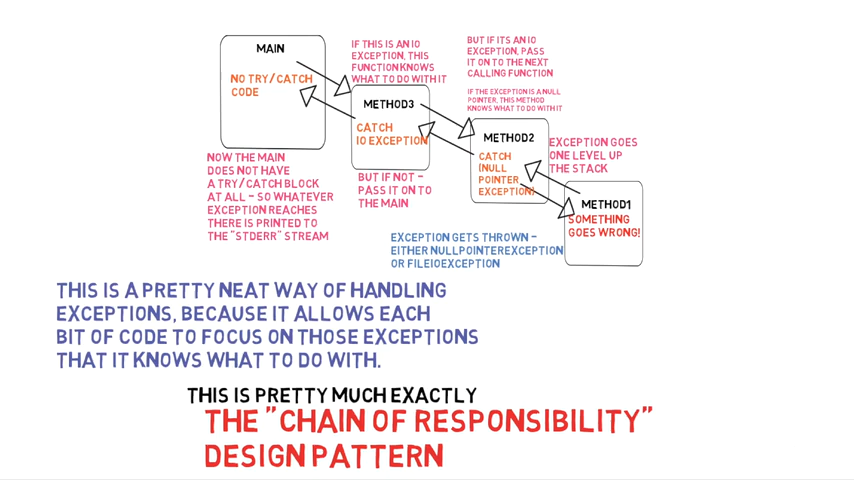 MAIN
NO TRY/CATCH
CODE
IF THIS IS AN IO
EXCEPTION, THIS
FUNCTION KNOWS
WHAT TO DO WITH IT
METHOD3
CATCH
IO EXCEPTION
BUT IF NOT –
PASS IT ON TO
THE MAIN
BUT IF ITS AN IO
EXCEPTION, PASS
IT ON TO THE NEXT
CALLING FUNCTION
IF THE EXCEPTION IS A NULL
POINTER, THIS METHOD
KNOWS WHAT TO DO WITH IT
METHOD2
CATCH
(NULL
POINTER
EXCEPTION)
EXCEPTION GOES
ONE LEVEL UP
THE STACK
METHOD1
SOMETHING
GOES WRONG!
NOW THE MAIN
DOES NOT HAVE
A TRY/CATCH BLOCK
AT ALL – SO WHATEVER
EXCEPTION REACHES
THERE IS PRINTED TO
THE "STDERR" STREAM
EXCEPTION GETS THROWN –
EITHER NULLPOINTEREXCEPTION
OR FILEIOEXCEPTION
THIS IS A PRETTY NEAT WAY OF HANDLING
EXCEPTIONS, BECAUSE IT ALLOWS EACH
BIT OF CODE TO FOCUS ON THOSE EXCEPTIONS
THAT IT KNOWS WHAT TO DO WITH.
THIS IS PRETTY MUCH EXACTLY
THE "CHAIN OF RESPONSIBILITY"
DESIGN PATTERN